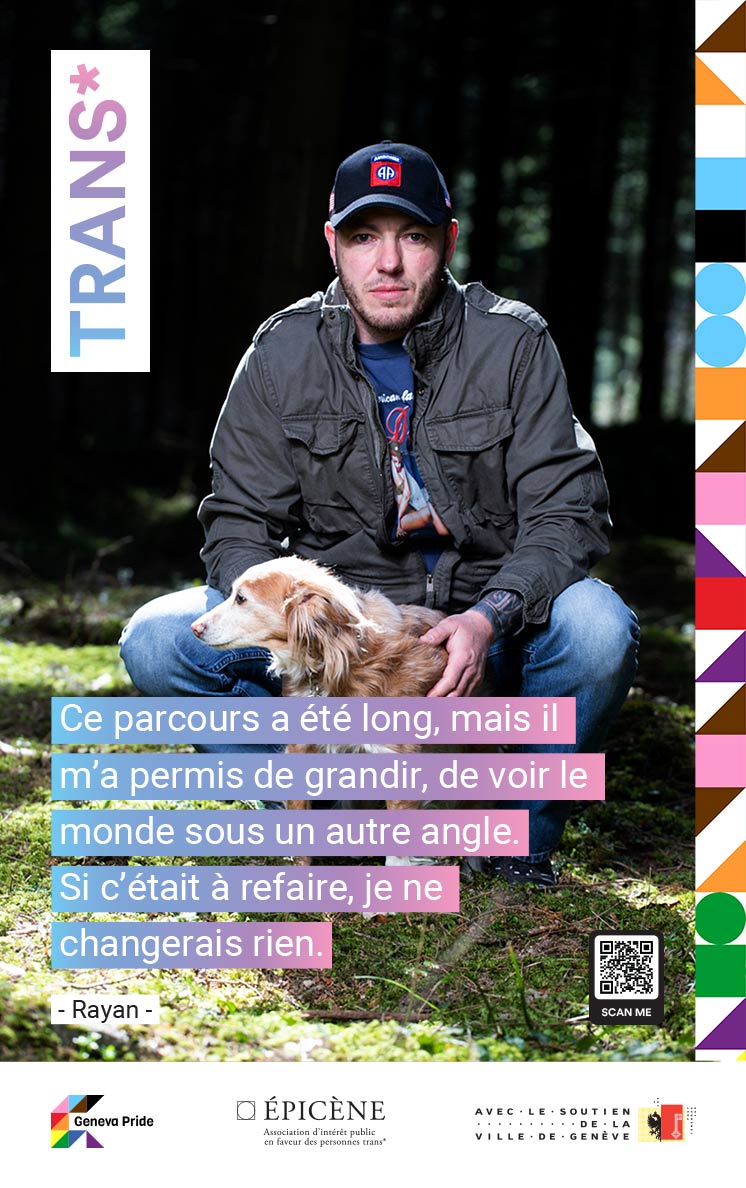 TRANS*
AIRBORNE
AA
Ce parcours a été long, mais il
m’a permis de grandir, de voir le
monde sous un autre angle.
Si c’était à refaire, je ne
changerais rien.
- Rayan -
SCAN ME
Geneva Pride
ÉPICÈNE
Association d’intérêt public
en faveur des personnes trans*
AVEC·LE·SOUTIEN
·DE·LA
VILLE·DE·GENÈVE